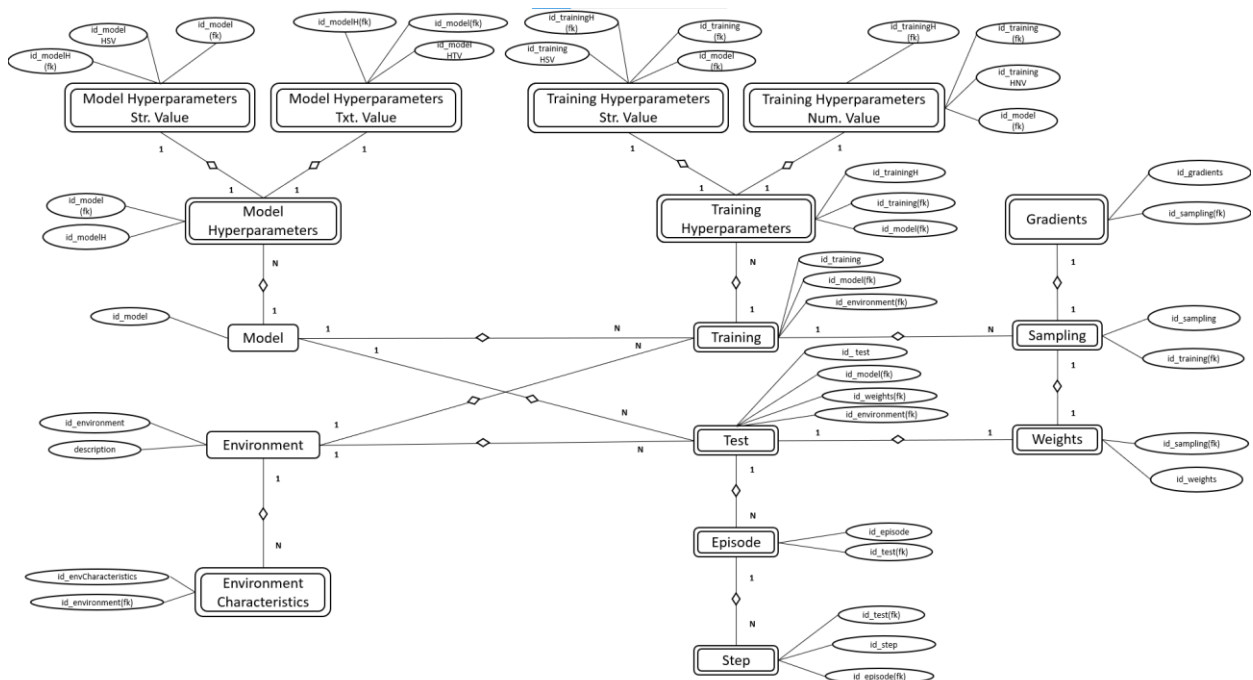 id_modelH
(fk)
id_model
HSV
id_model
(fk)
id_modelH(fk)
id_model(fk)
id_model
HTV
id_trainingH
(fk)
id_training
HSV
id_training
(fk)
id_model
(fk)
id_trainingH
(fk)
id_training
(fk)
id_training
HNV
id_model
(fk)
Model Hyperparameters
Str. Value
Model Hyperparameters
Txt. Value
Training Hyperparameters
Str. Value
Training Hyperparameters
Num. Value
1
1
1
1
1
1
1
1
id_model
(fk)
id_modelH
Model
Hyperparameters
Training
Hyperparameters
id_trainingH
id_training(fk)
id_model(fk)
Gradients
id_gradients
id_sampling(fk)
N
1
N
1
1
1
id_training
id_model(fk)
id_environment(fk)
id_model
Model
1
N
Training
1
N
Sampling
id_sampling
id_training(fk)
1
N
1
1
id_test
id_model(fk)
id_weights(fk)
id_environment(fk)
id_environment
description
Environment
1
N
1
N
Test
1
1
Weights
id_sampling(fk)
id_weights
1
N
1
N
Episode
id_episode
id_test(fk)
id_envCharacteristics
id_environment(fk)
Environment
Characteristics
1
N
Step
id_test(fk)
id_step
id_episode(fk)